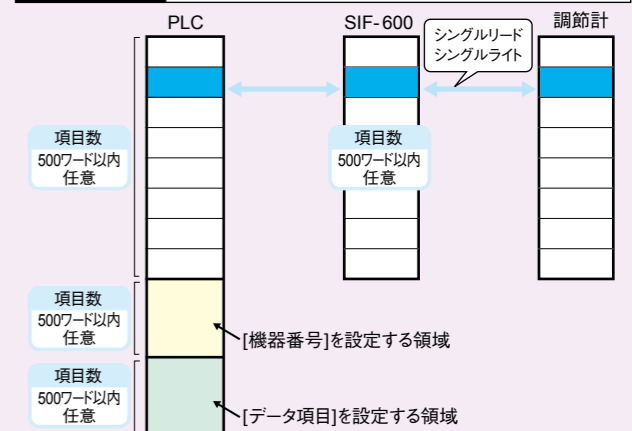 PLC
SIF-600
調節計
シングルリード
シングルライト
項目数
500ワード以内
任意
項目数
500ワード以内
任意
項目数
500ワード以内
任意
[機器番号]を設定する領域
項目数
500ワード以内
任意
[データ項目]を設定する領域